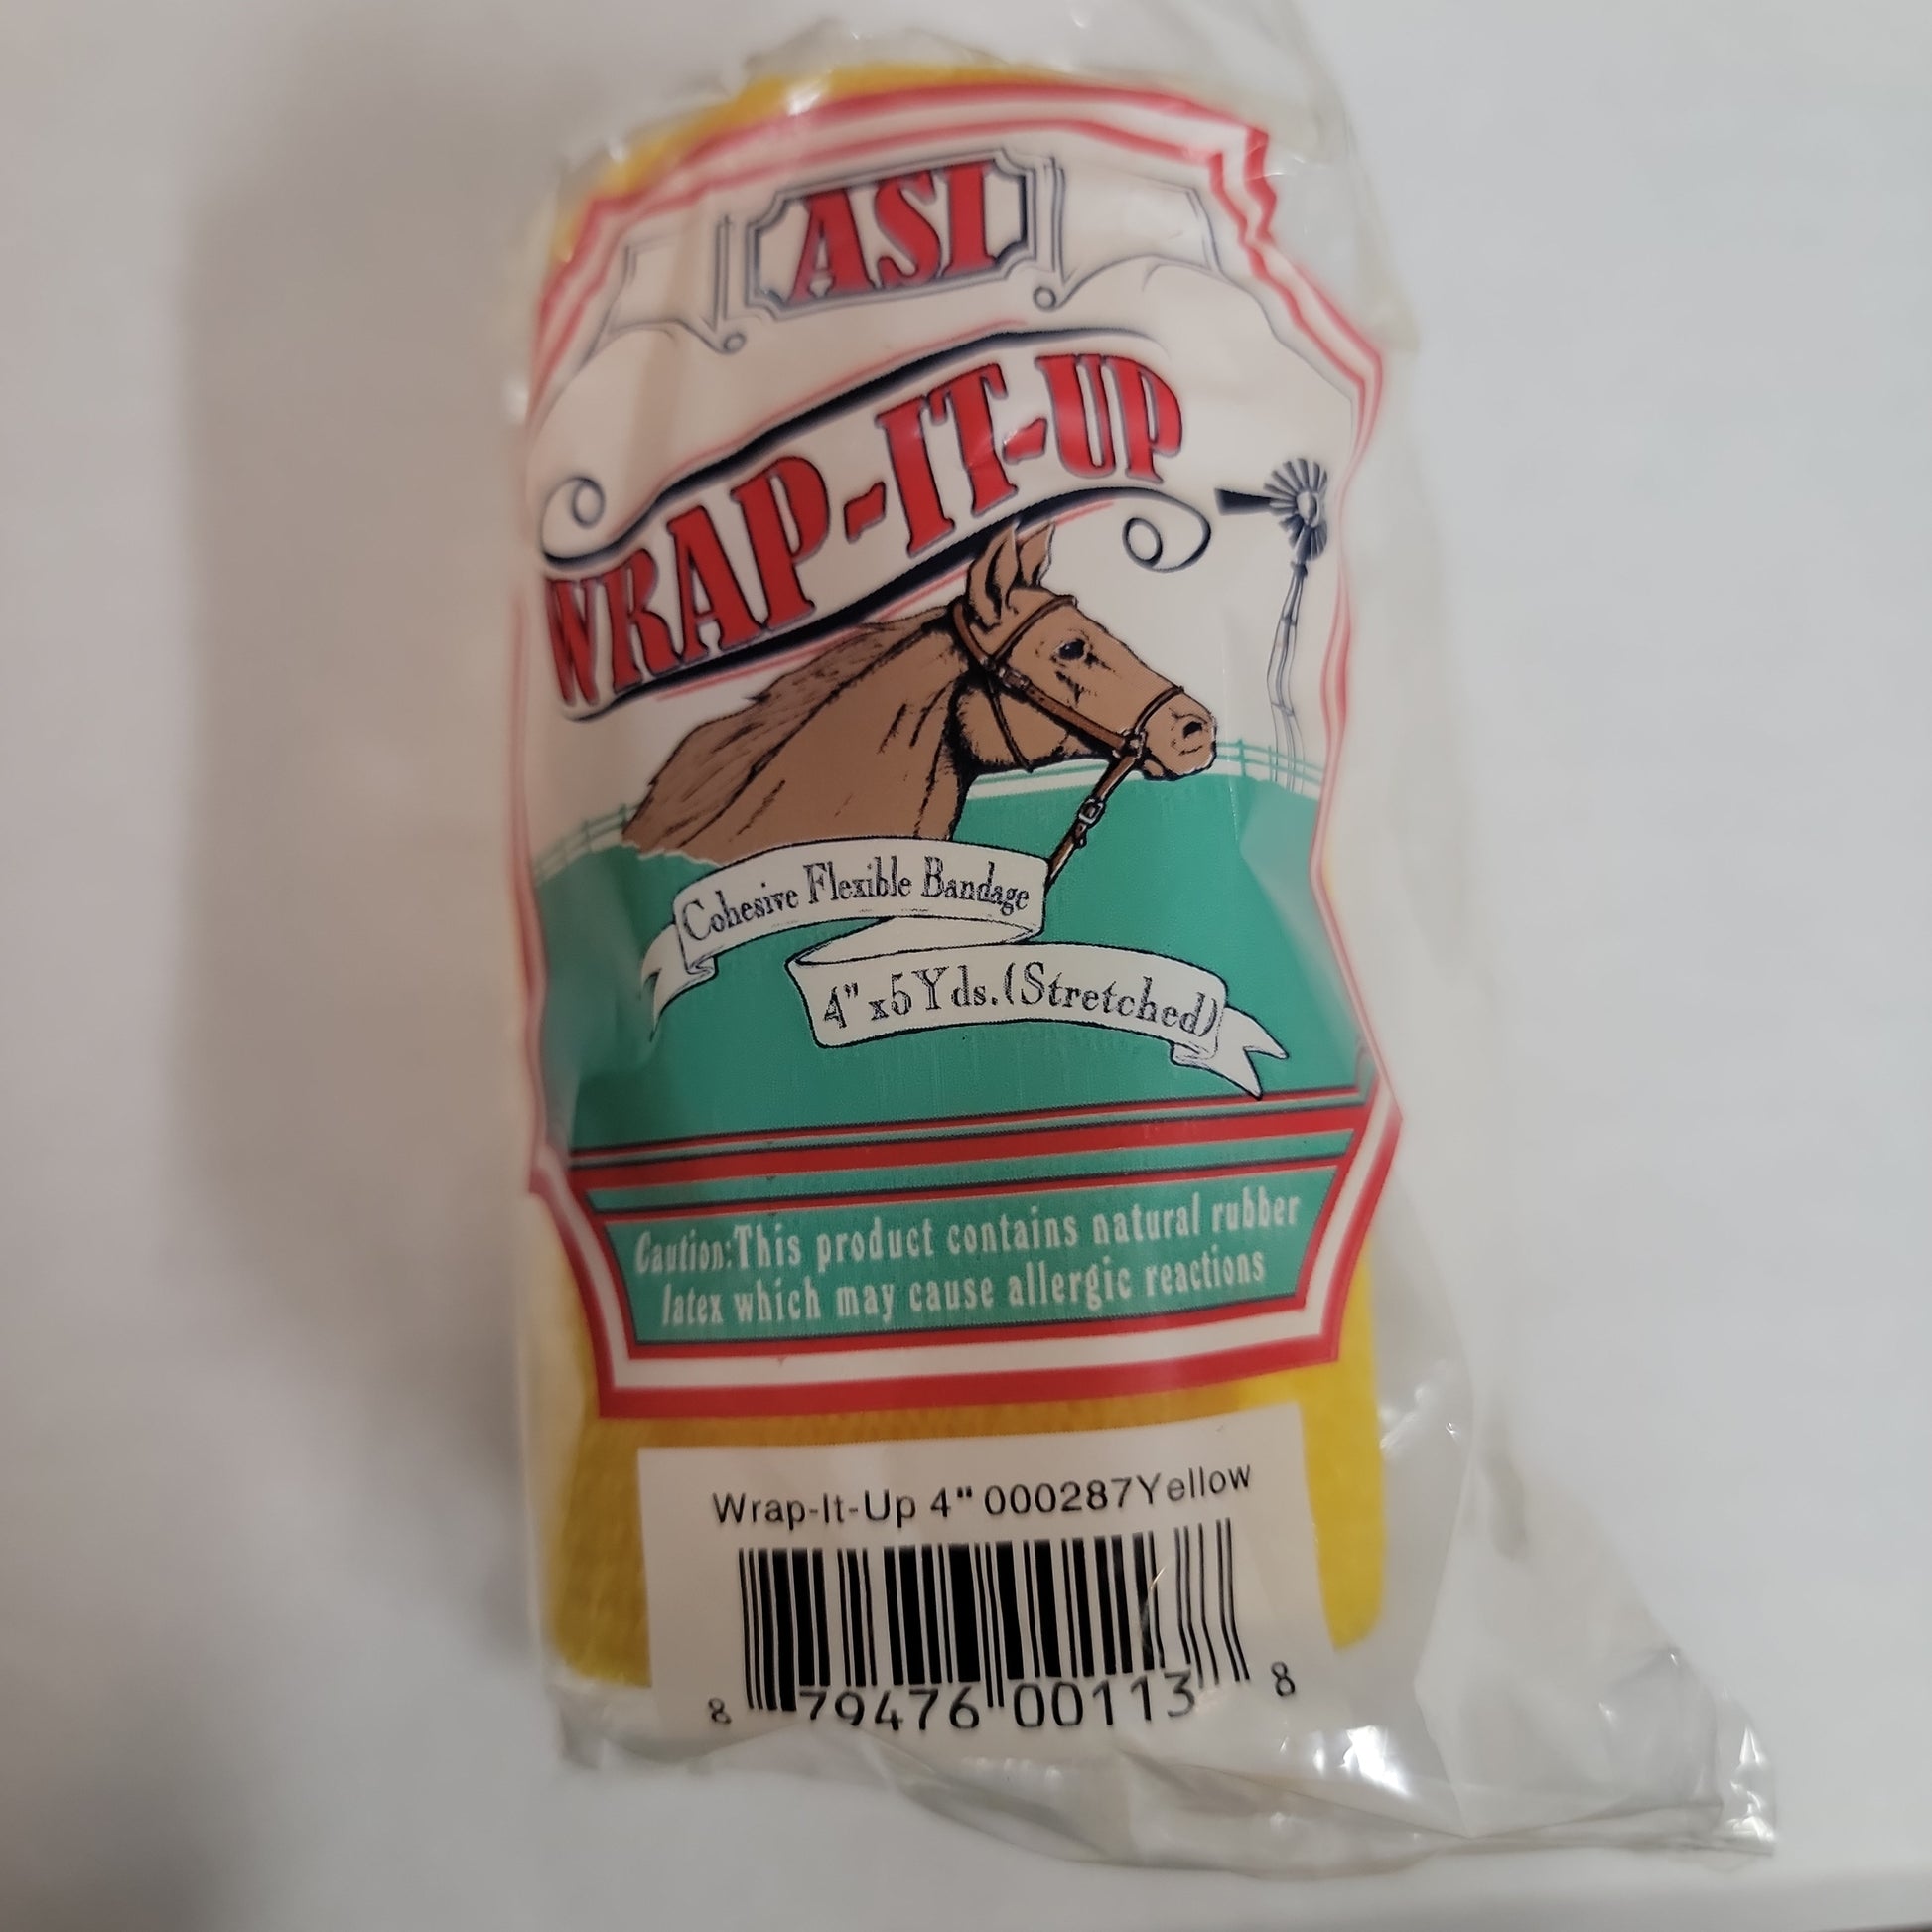 ASI
WRAP-IT-UP
Cohesive Flexible Bandage
4" x5 Yds. (Stretched)
Caution: This product contains natural rubber
latex which may cause allergic reactions
Wrap-It-Up 4" 000287Yellow
8 79476 00113 8